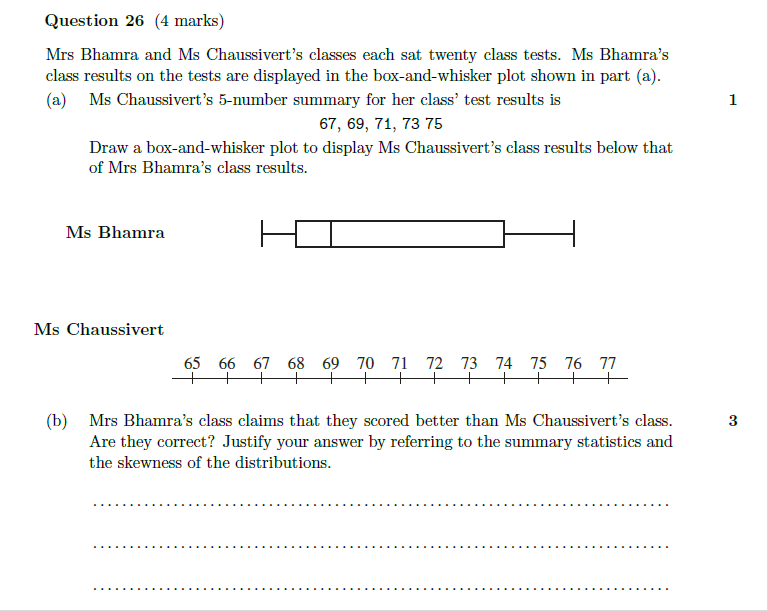 Question 26 (4 marks)
Mrs Bhamra and Ms Chaussivert's classes each sat twenty class tests. Ms Bhamra's
class results on the tests are displayed in the box-and-whisker plot shown in part (a).
(a) Ms Chaussivert's 5-number summary for her class' test results is 1
67, 69, 71, 73 75
Draw a box-and-whisker plot to display Ms Chaussivert's class results below that
of Mrs Bhamra's class results.
Ms Bhamra
Ms Chaussivert
65 66 67 68 69 70 71 72 73 74 75 76 77
(b) Mrs Bhamra's class claims that they scored better than Ms Chaussivert's class. 3
Are they correct? Justify your answer by referring to the summary statistics and
the skewness of the distributions.